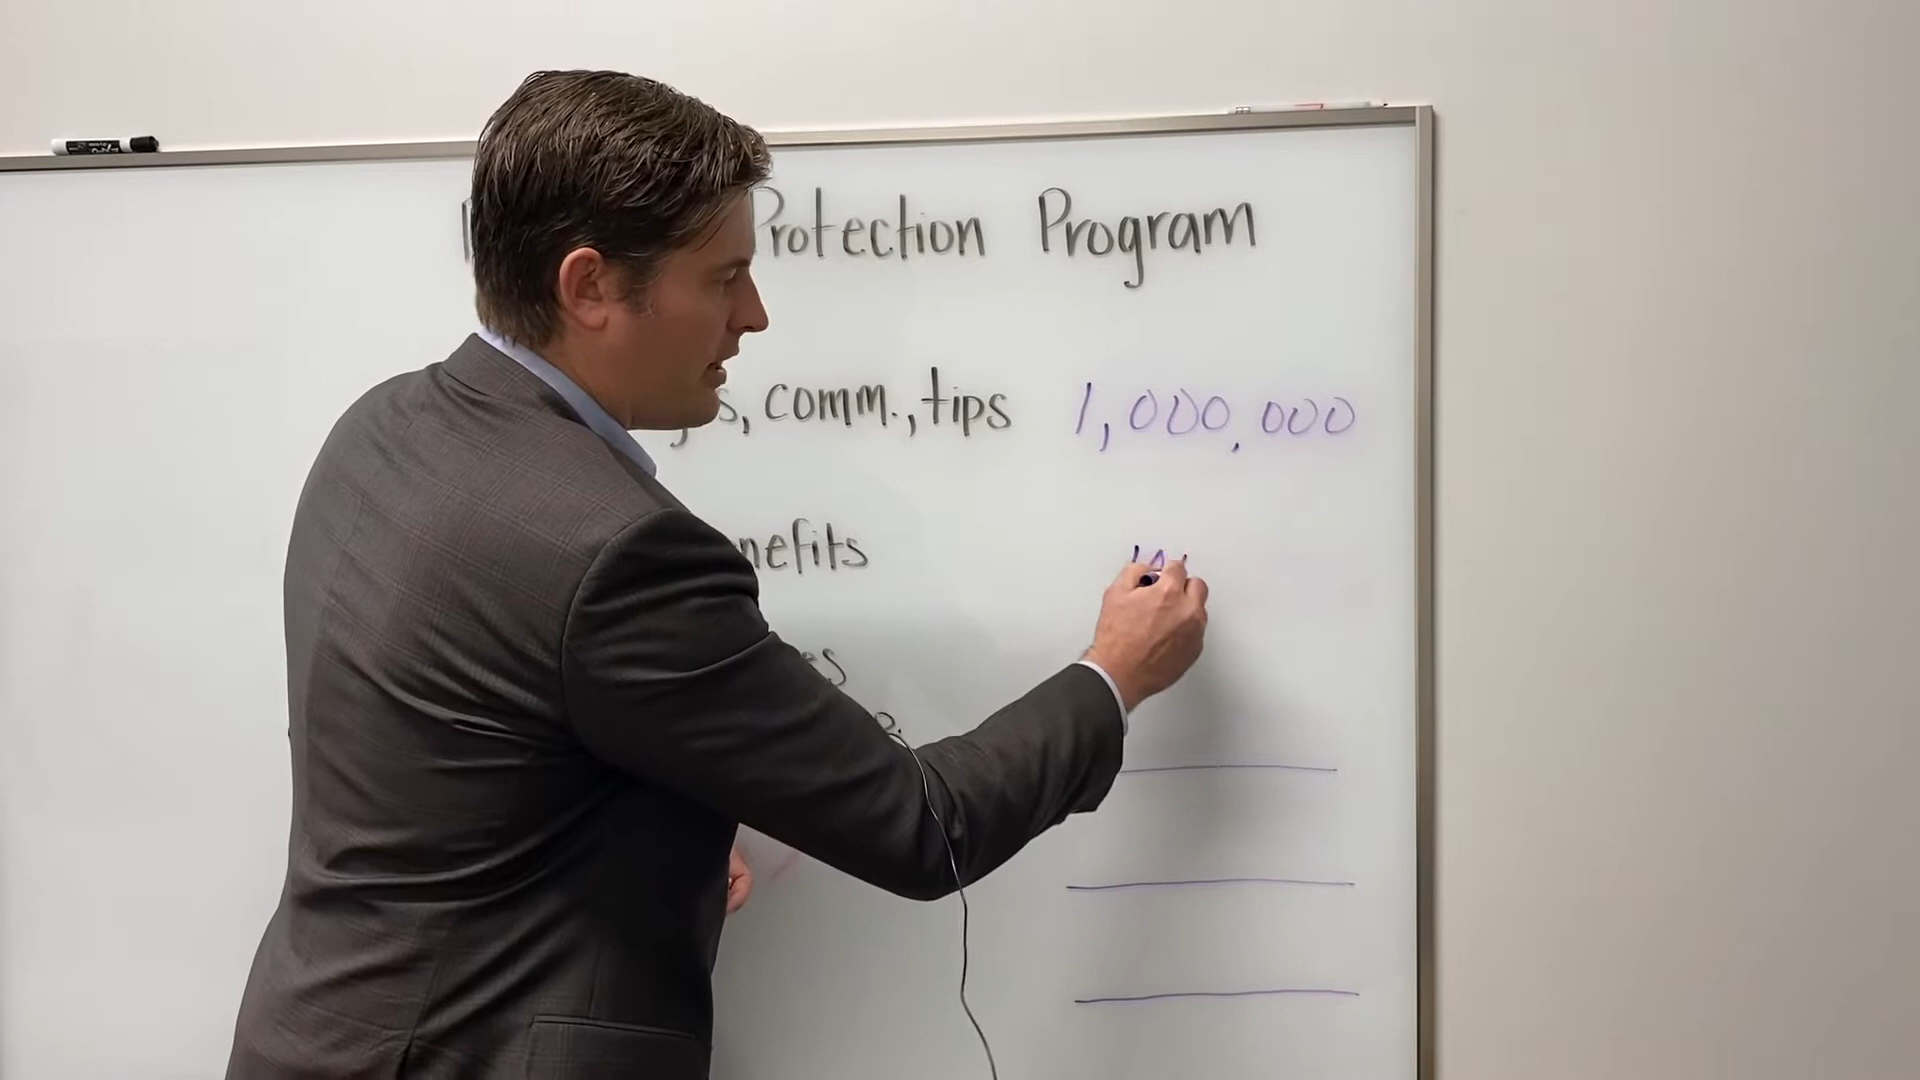 Protection Program
s, comm., tips 1,000,000
nefits
es